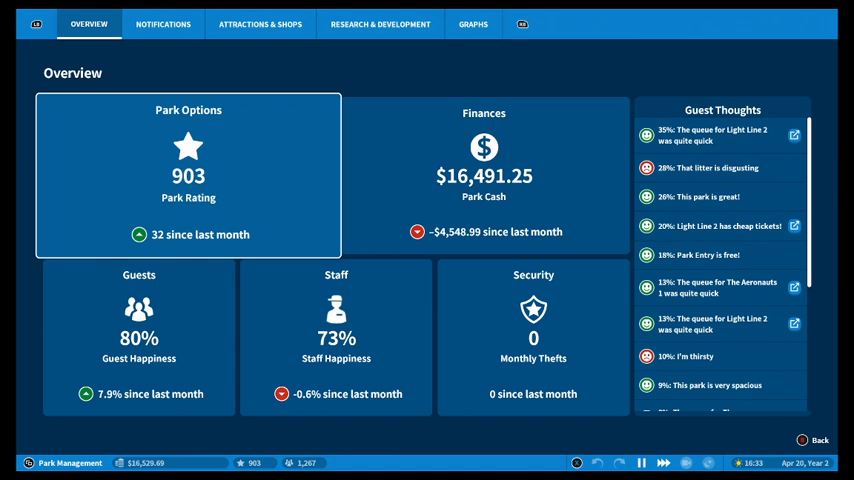 LB
OVERVIEW
NOTIFICATIONS
ATTRACTIONS & SHOPS
RESEARCH & DEVELOPMENT
GRAPHS
RB
Overview
Park Options
903
Park Rating
32 since last month
Finances
$
$16,491.25
Park Cash
-$4,548.99 since last month
Guests
80%
Guest Happiness
7.9% since last month
Staff
73%
Staff Happiness
-0.6% since last month
Security
0
Monthly Thefts
0 since last month
Guest Thoughts
35%: The queue for Light Line 2
was quite quick
28%: That litter is disgusting
26%: This park is great!
20%: Light Line 2 has cheap tickets!
18%: Park Entry is free!
13%: The queue for The Aeronauts
1 was quite quick
13%: The queue for Light Line 2
was quite quick
10%: I'm thirsty
9%: This park is very spacious
Back
Park Management
$16,529.69
903
1,267
X
16:33
Apr 20, Year 2